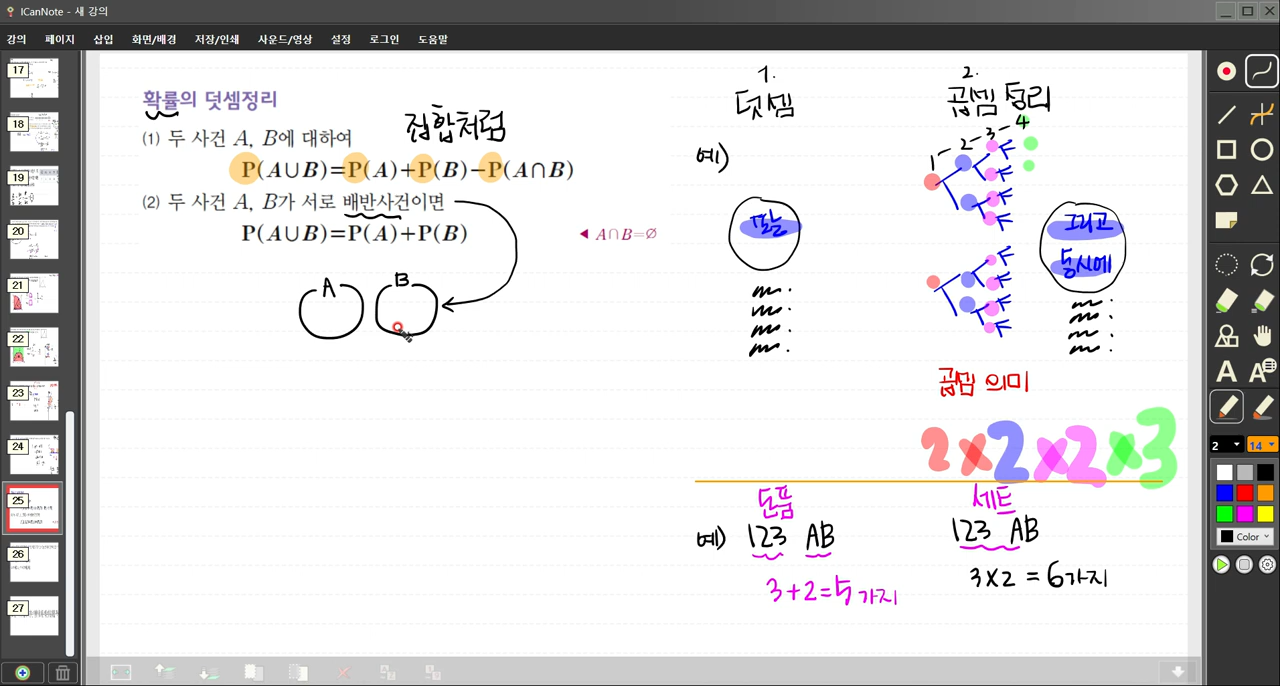 ICanNote - 새 강의
강의 페이지 삽입 화면/배경 저장/인쇄 사운드/영상 설정 로그인 도움말
17
18
19
20
21
22
23
24
25
26
27
확률의 덧셈정리
집합처럼
(1) 두 사건 A, B에 대하여
P(A∪B)=P(A)+P(B)−P(A∩B)
(2) 두 사건 A, B가 서로 배반사건이면
P(A∪B)=P(A)+P(B)
◀ A∩B=∅
A B
1.
덧셈
2.
곱셈 정리
예)
1 - 2 - 3 - 4
따로
그리고
동시에
곱셈 의미
2×2×2×3
단품
세트
예) 123 AB
123 AB
3+2=5가지
3×2=6가지
2
14
Color